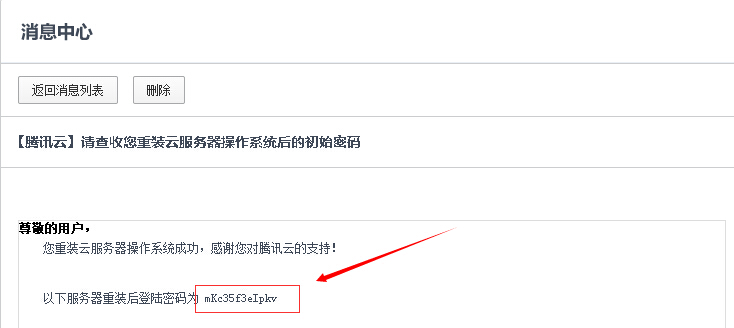 消息中心
返回消息列表 删除
【腾讯云】请查收您重装云服务器操作系统后的初始密码
尊敬的用户，
您重装云服务器操作系统成功，感谢您对腾讯云的支持！
以下服务器重装后登陆密码为 mKc35f3eIpkv